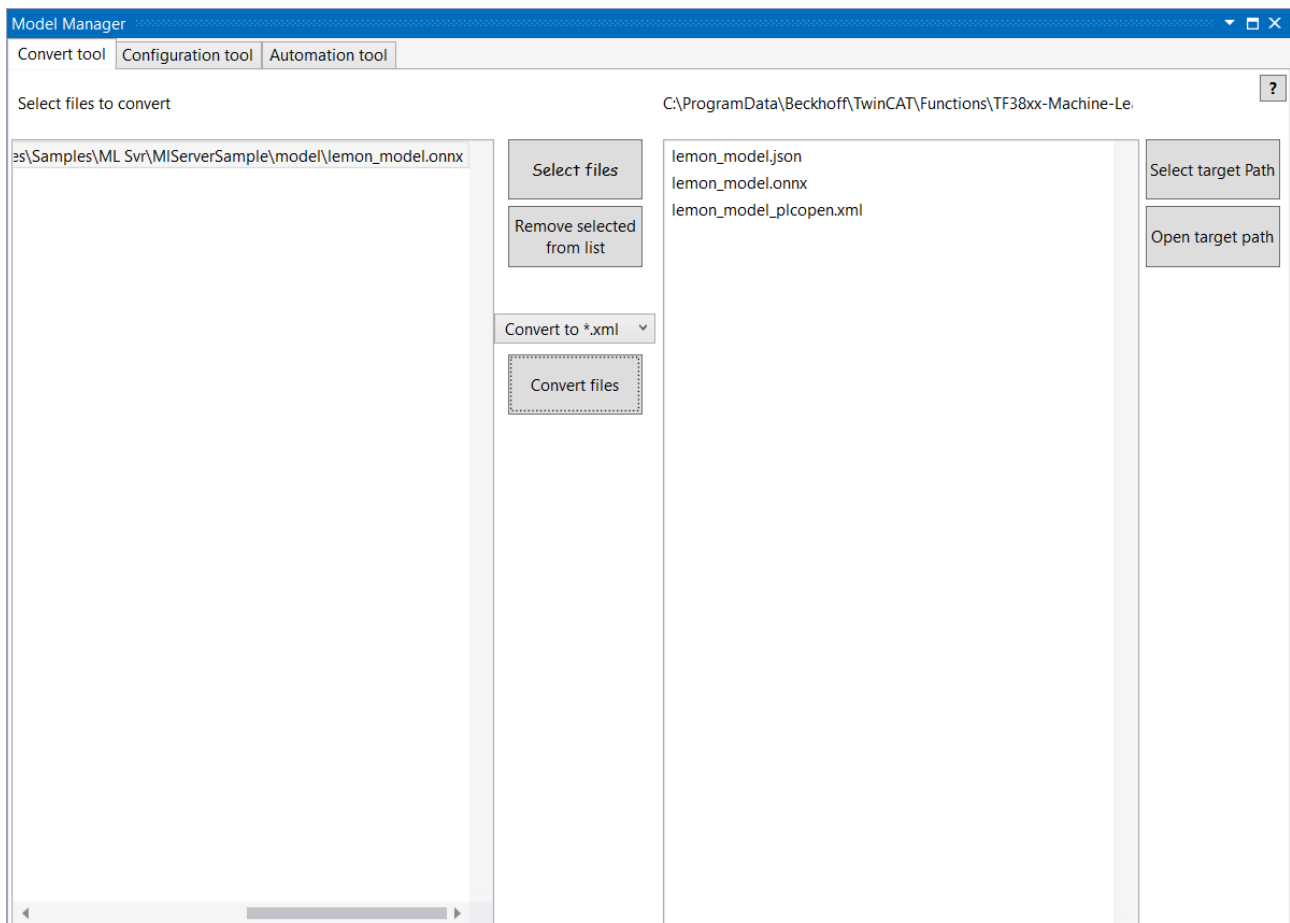 Model Manager
Convert tool
Configuration tool
Automation tool
?
Select files to convert
C:\ProgramData\Beckhoff\TwinCAT\Functions\TF38xx-Machine-Le
es\Samples\ML Svr\MlServerSample\model\lemon_model.onnx
Select files
Remove selected
from list
Convert to *.xml
Convert files
lemon_model.json
lemon_model.onnx
lemon_model_plcopen.xml
Select target Path
Open target path